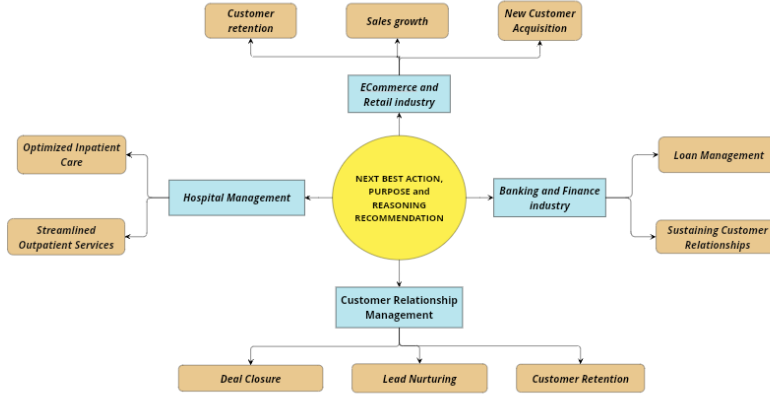 Customer
retention
Sales growth
New Customer
Acquisition
ECommerce and
Retail industry
Optimized Inpatient
Care
Hospital Management
Streamlined
Outpatient Services
NEXT BEST ACTION,
PURPOSE and
REASONING
RECOMMENDATION
Banking and Finance
industry
Loan Management
Sustaining Customer
Relationships
Customer Relationship
Management
Deal Closure
Lead Nurturing
Customer Retention